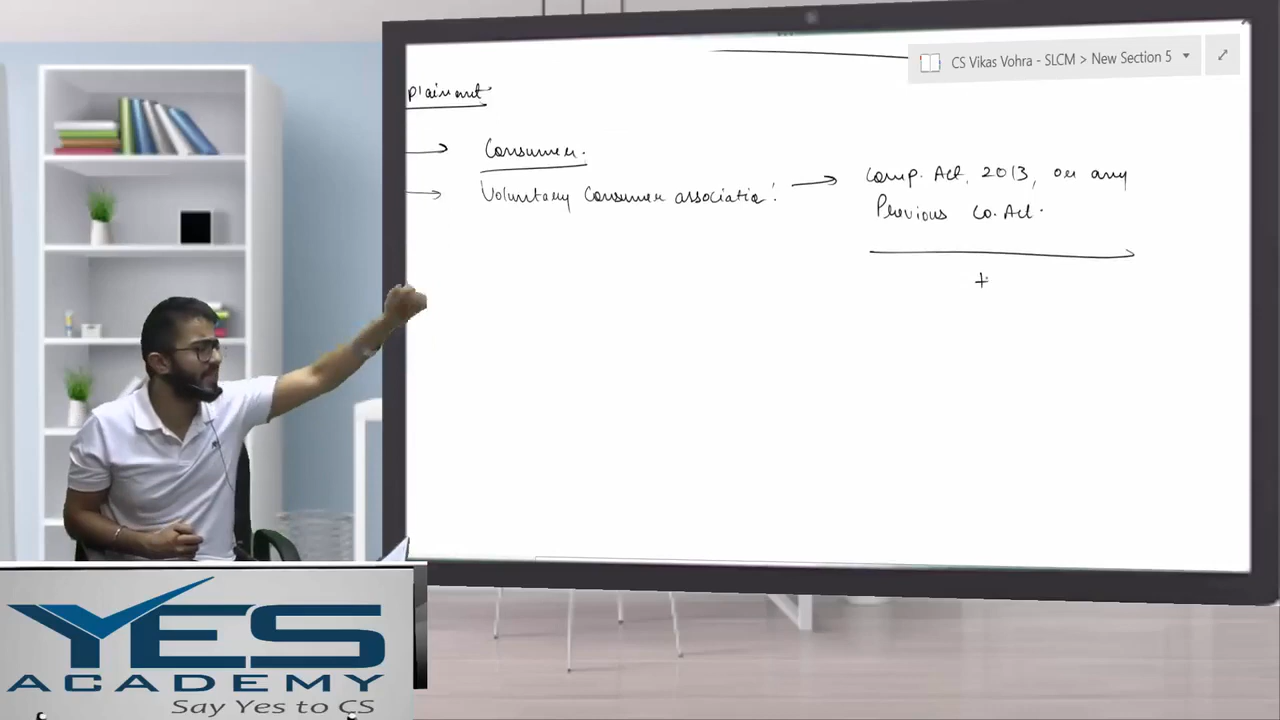 CS Vikas Vohra - SLCM > New Section 5
plainant
Consumer.
Voluntary Consumer associatio:
Comp. Act, 2013, or any
Previous Co. Act.
+
YES
ACADEMY
Say Yes to CS